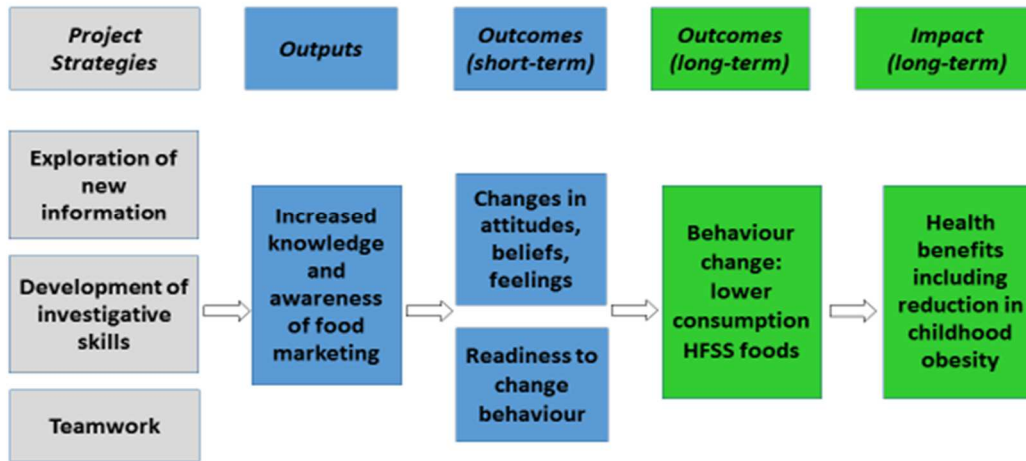 Project
Strategies
Outputs
Outcomes
(short-term)
Outcomes
(long-term)
Impact
(long-term)
Exploration of
new
information
Development of
investigative
skills
Teamwork
Increased
knowledge
and
awareness
of food
marketing
Changes in
attitudes,
beliefs,
feelings
Readiness to
change
behaviour
Behaviour
change:
lower
consumption
HFSS foods
Health
benefits
including
reduction in
childhood
obesity